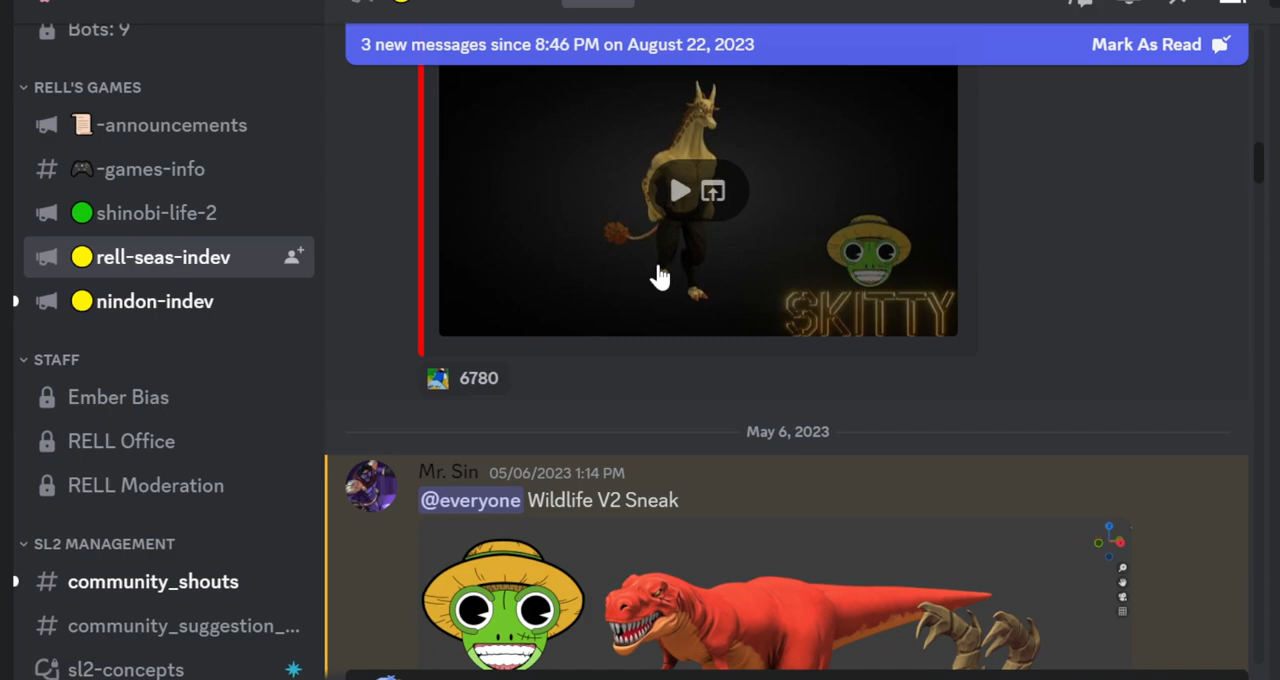 Bots: 9
RELL'S GAMES
-announcements
-games-info
shinobi-life-2
rell-seas-indev
nindon-indev
STAFF
Ember Bias
RELL Office
RELL Moderation
SL2 MANAGEMENT
community_shouts
community_suggestion_...
sl2-concepts
3 new messages since 8:46 PM on August 22, 2023 Mark As Read
SKITTY
6780
May 6, 2023
Mr. Sin 05/06/2023 1:14 PM
@everyone Wildlife V2 Sneak